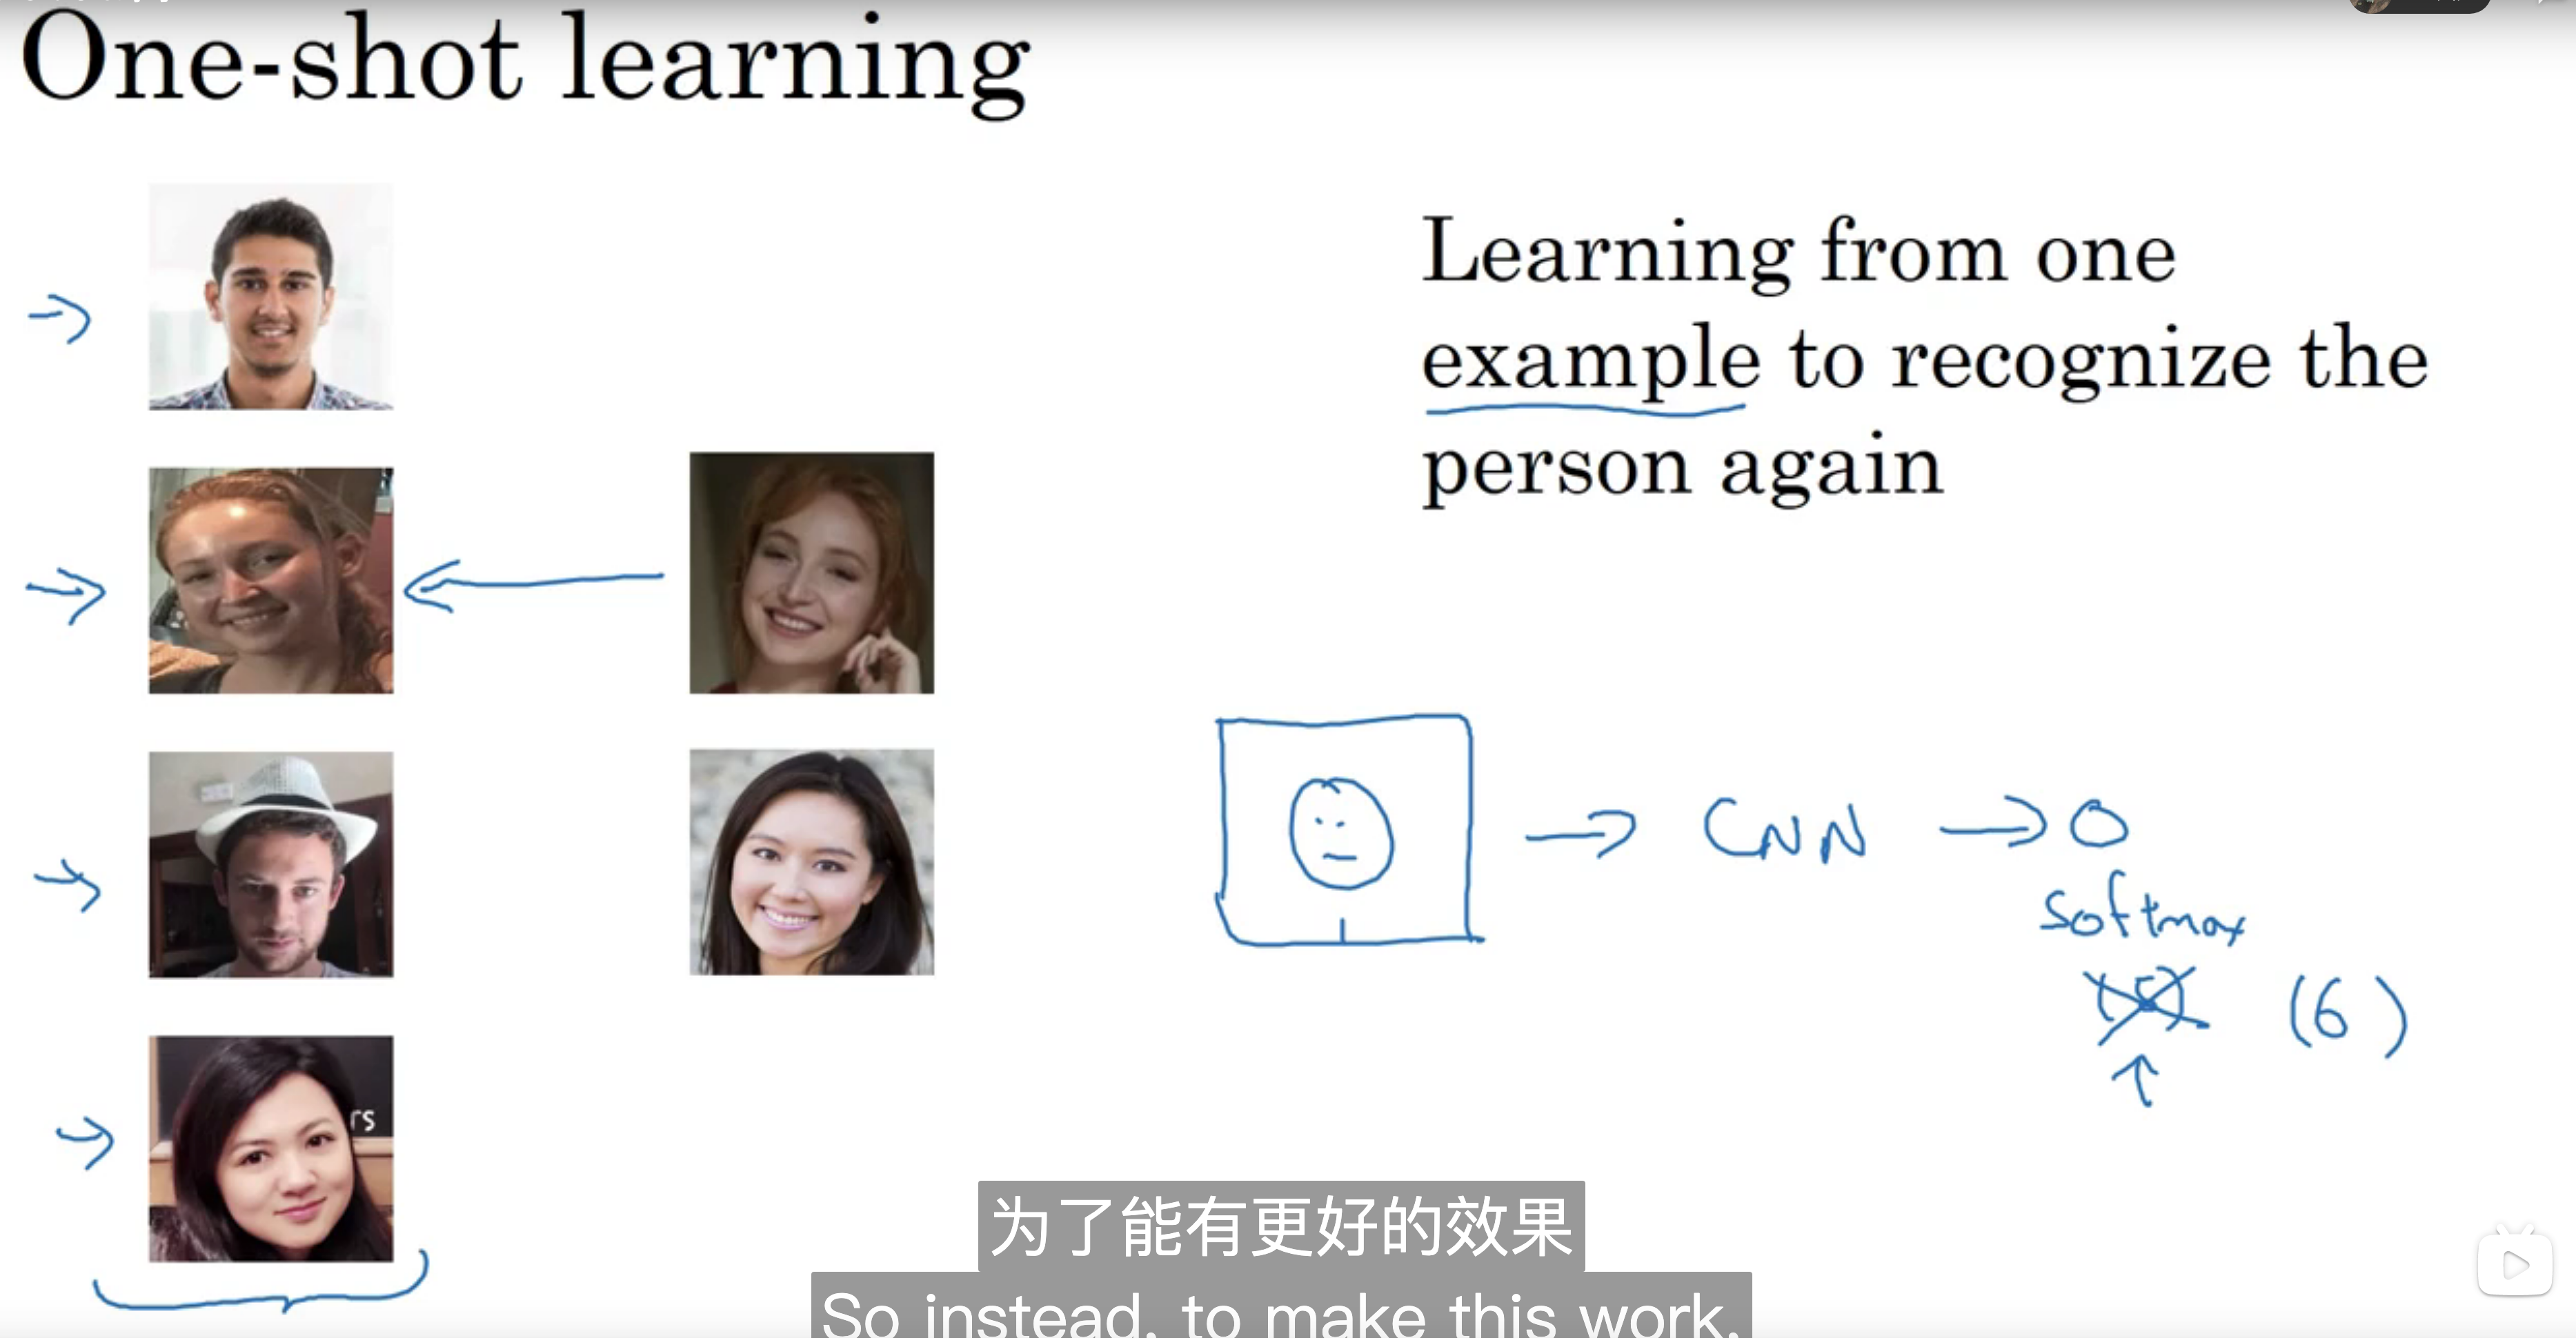 One-shot learning
Learning from one
example to recognize the
person again
CNN
softmax
(6)
rs
为了能有更好的效果
So instead, to make this work,